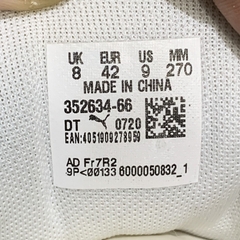 UK EUR US MM
8 42 9 270
MADE IN CHINA
352634-66
DT 0720
EAN:4051909278959
AD Fr7R2
9P<00133 6000050832_1